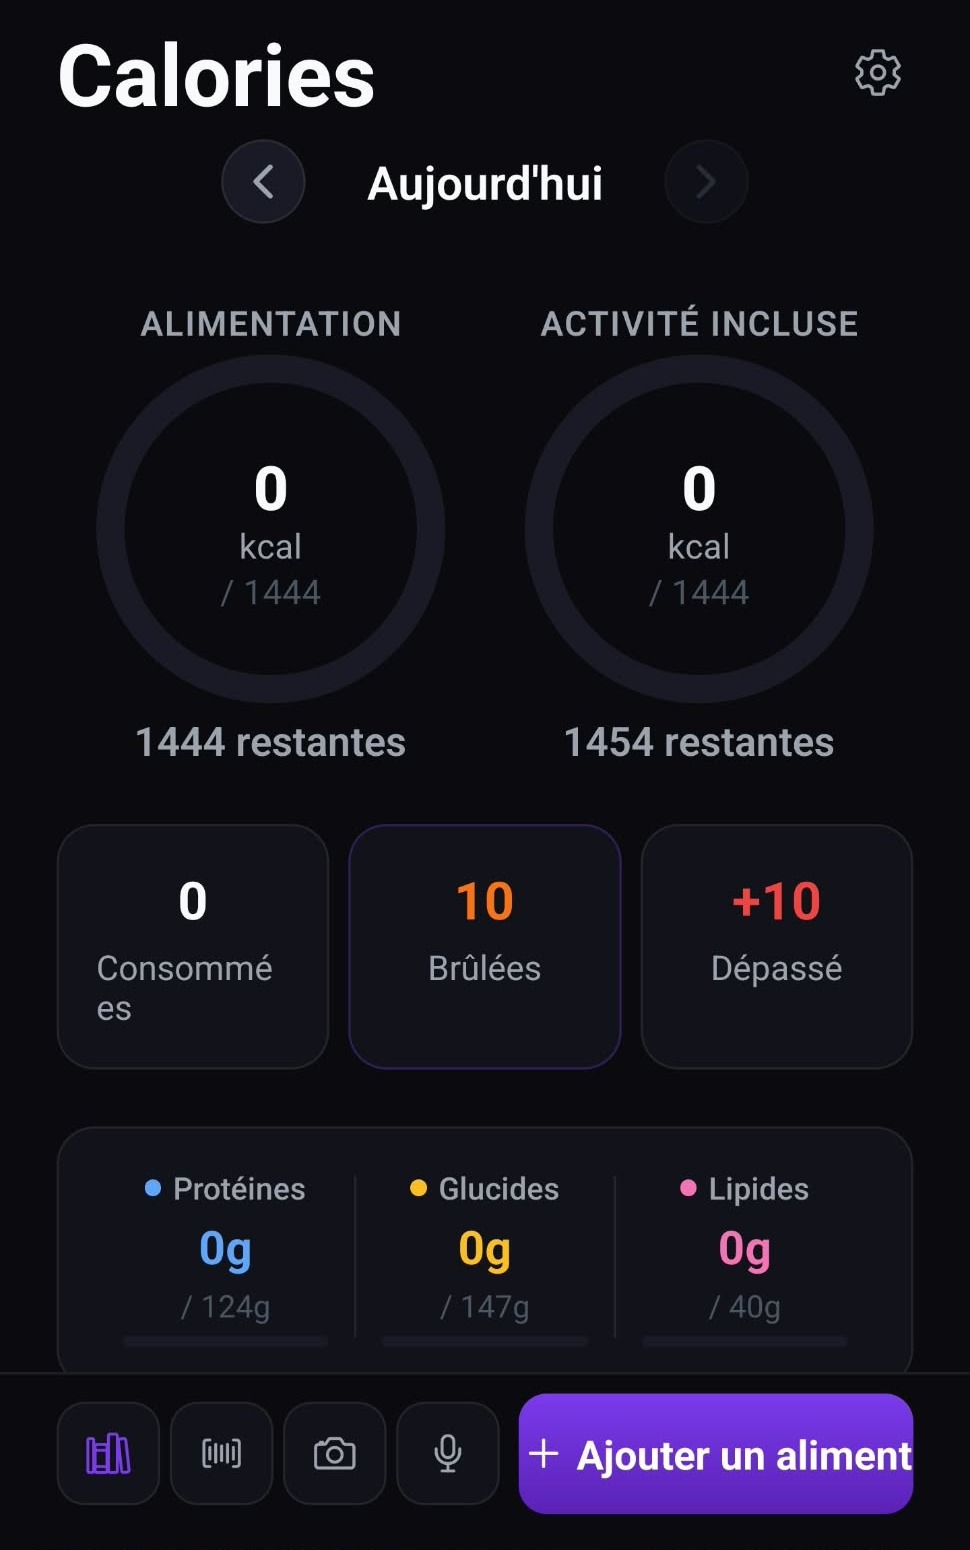 Calories
Aujourd'hui
ALIMENTATION
ACTIVITÉ INCLUSE
0
kcal
/ 1444
0
kcal
/ 1444
1444 restantes
1454 restantes
0
Consommé
es
10
Brûlées
+10
Dépassé
Protéines
0g
/ 124g
Glucides
0g
/ 147g
Lipides
0g
/ 40g
+ Ajouter un aliment